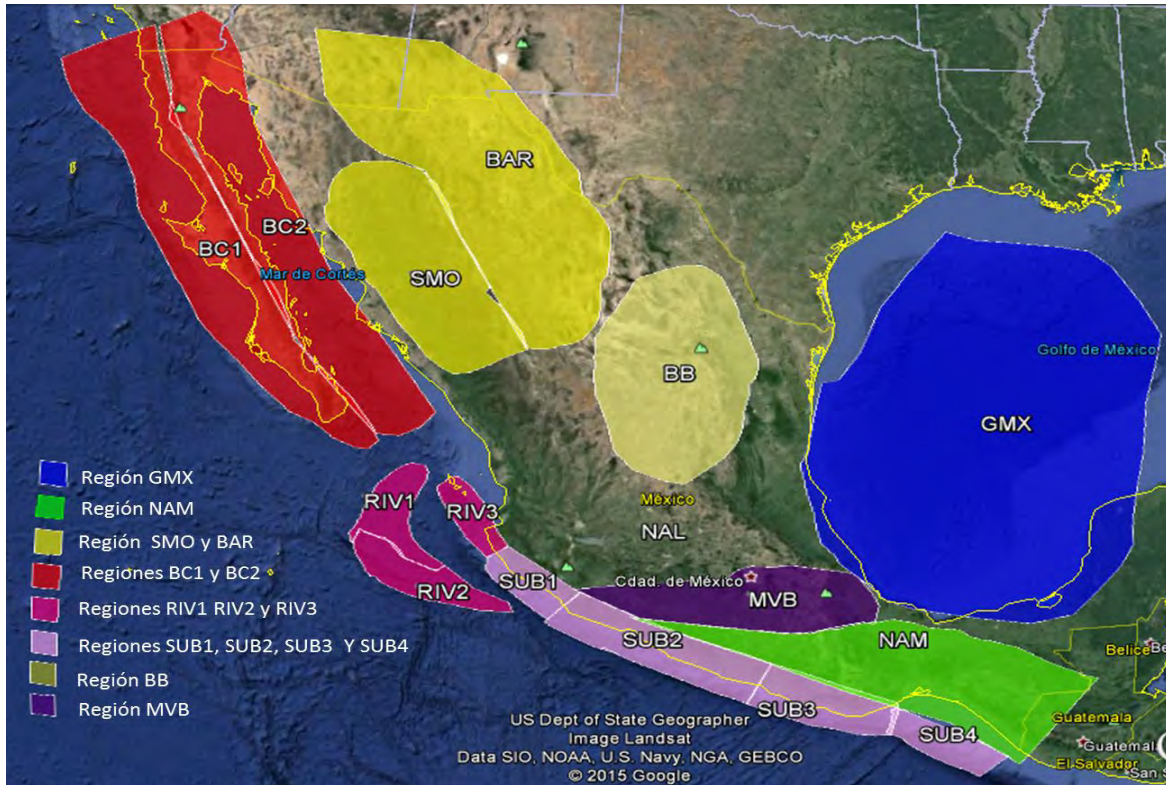 BAR
BC2
BC1
Mar de Cortés
SMO
Golfo de México
BB
GMX
Región GMX
Región NAM
Región SMO y BAR
Regiones BC1 y BC2
Regiones RIV1 RIV2 y RIV3
Regiones SUB1, SUB2, SUB3 Y SUB4
Región BB
Región MVB
RIV1
RIV3
México
NAL
RIV2
SUB1
Cdad. de México
MVB
SUB2
NAM
Belice
SUB3
SUB4
Guatemala
Guatemal
El Salvador
San S
US Dept of State Geographer
Image Landsat
Data SIO, NOAA, U.S. Navy, NGA, GEBCO
© 2015 Google